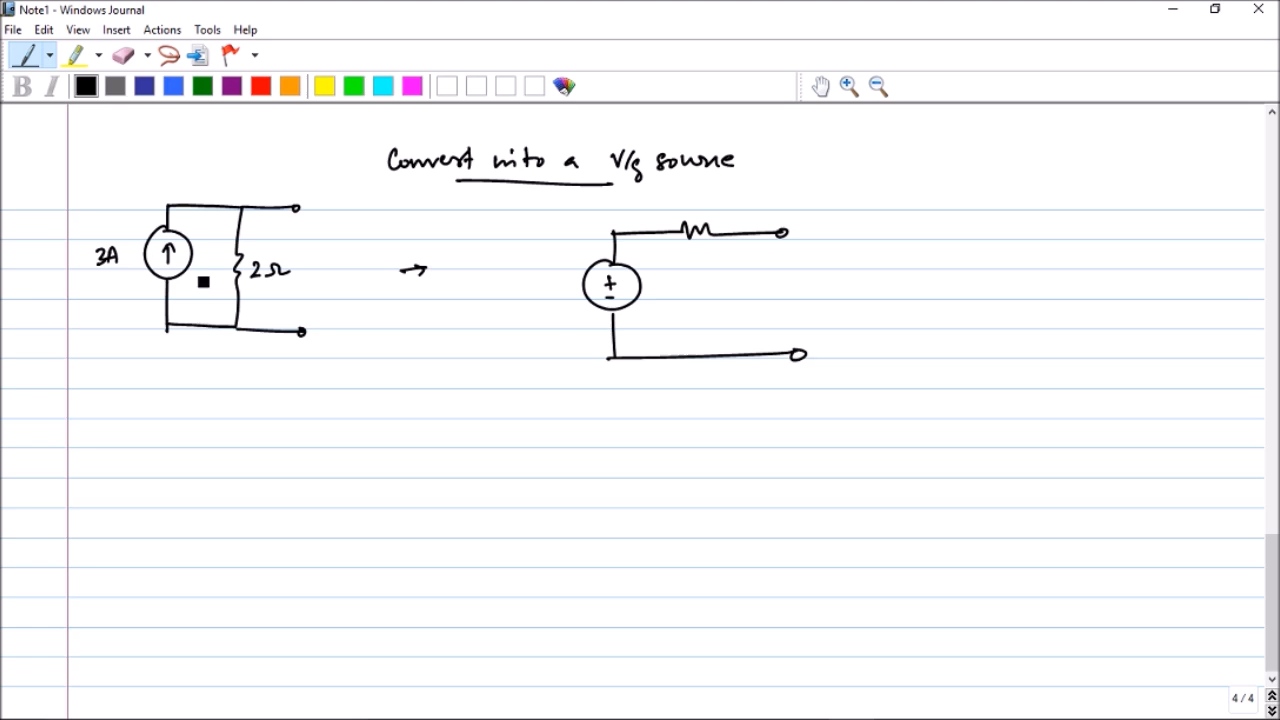 Note1 - Windows Journal
File Edit View Insert Actions Tools Help
B I
Convert into a V/g source
3A
2Ω
+
-
4 / 4